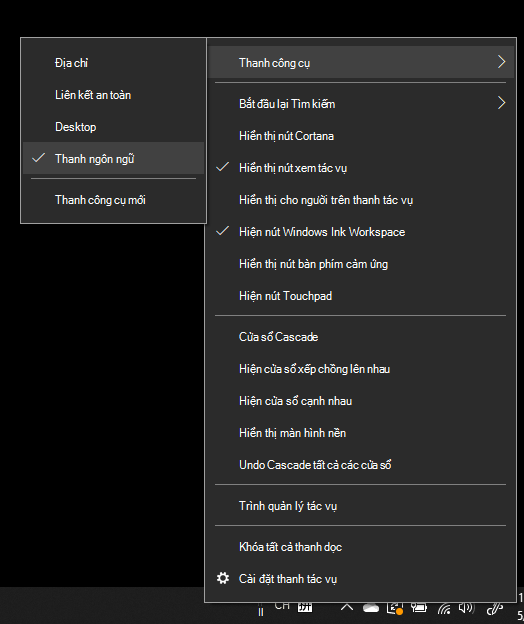 Địa chỉ
Liên kết an toàn
Desktop
Thanh ngôn ngữ
Thanh công cụ mới
Thanh công cụ
Bắt đầu lại Tìm kiếm
Hiển thị nút Cortana
Hiển thị nút xem tác vụ
Hiển thị cho người trên thanh tác vụ
Hiện nút Windows Ink Workspace
Hiển thị nút bàn phím cảm ứng
Hiện nút Touchpad
Cửa sổ Cascade
Hiện cửa sổ xếp chồng lên nhau
Hiện cửa sổ cạnh nhau
Hiển thị màn hình nền
Undo Cascade tất cả các cửa sổ
Trình quản lý tác vụ
Khóa tất cả thanh dọc
Cài đặt thanh tác vụ
CH 拼